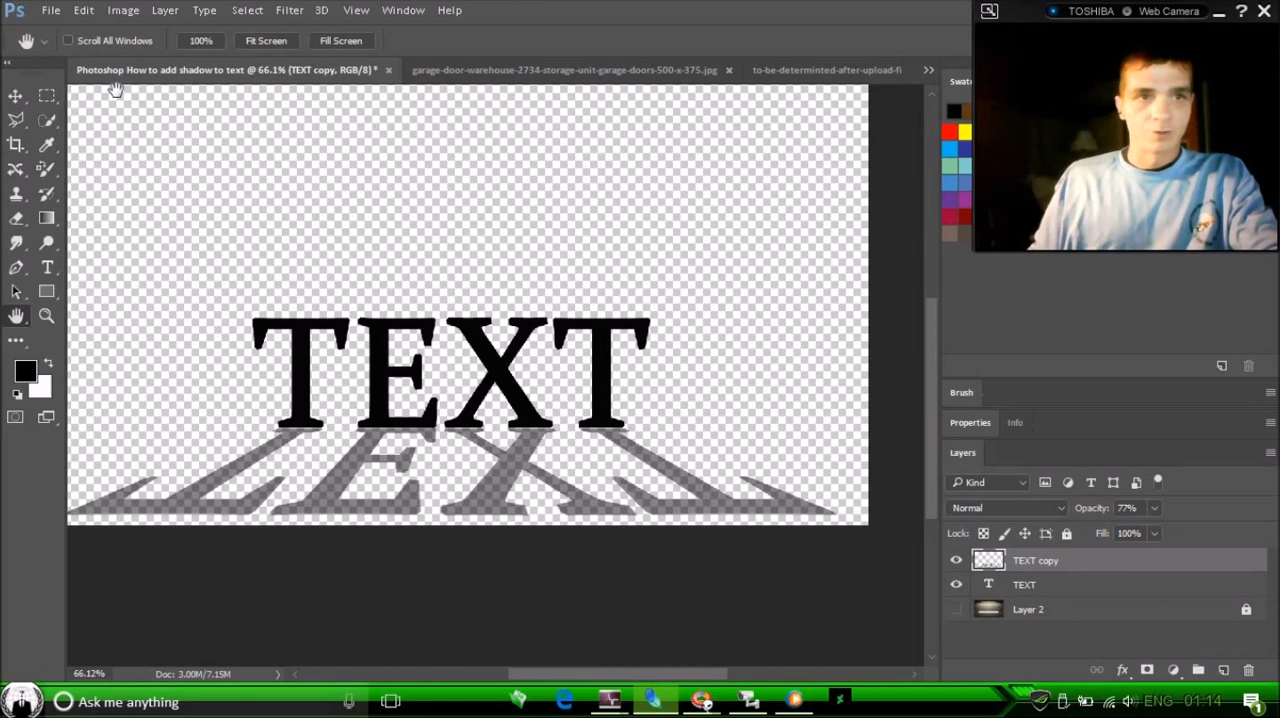 Ps File Edit Image Layer Type Select Filter 3D View Window Help
TOSHIBA Web Camera
Scroll All Windows 100% Fit Screen Fill Screen
Photoshop How to add shadow to text @ 66.1% (TEXT copy, RGB/8) * × garage-door-warehouse-2734-storage-unit-garage-doors-500-x-375.jpg × to-be-determinted-after-upload-fi
Swatc
TEXT
TEXT
Brush
Properties Info
Layers
Kind
Normal Opacity: 77%
Lock: Fill: 100%
TEXT copy
T TEXT
Layer 2
fx
66.12% Doc: 3.00M/7.15M
Ask me anything
ENG 01:14
1